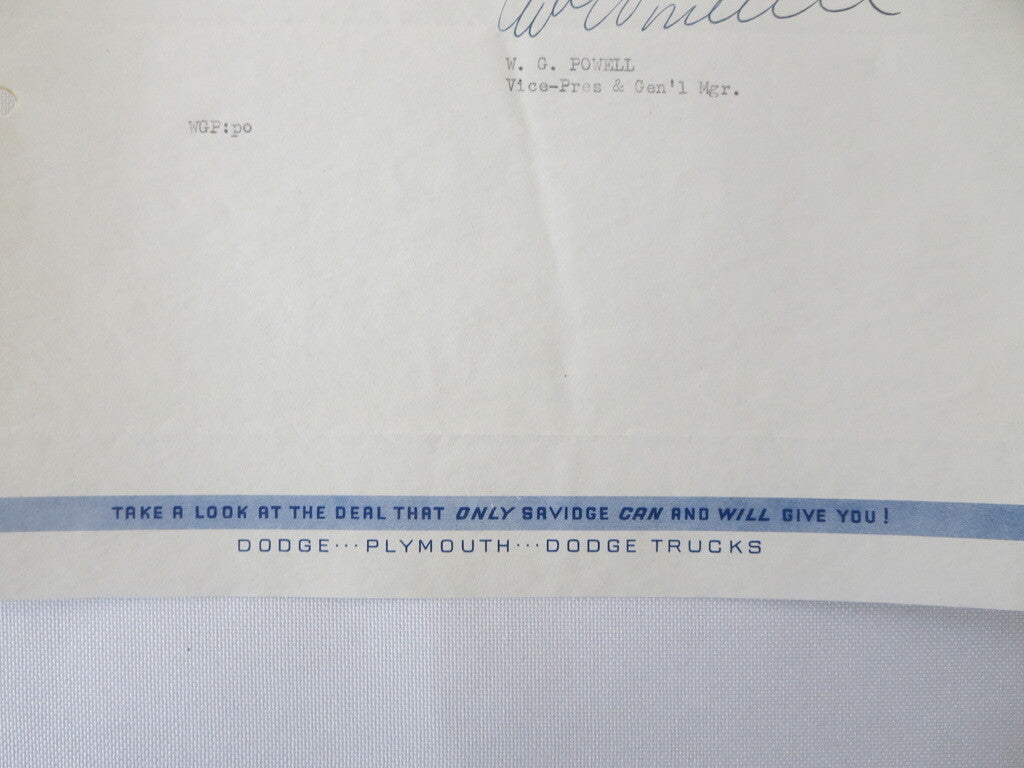 W. G. POWELL
Vice-Pres & Gen'l Mgr.
WGP:po
TAKE A LOOK AT THE DEAL THAT ONLY SAVIDGE CAN AND WILL GIVE YOU!
DODGE···PLYMOUTH···DODGE TRUCKS